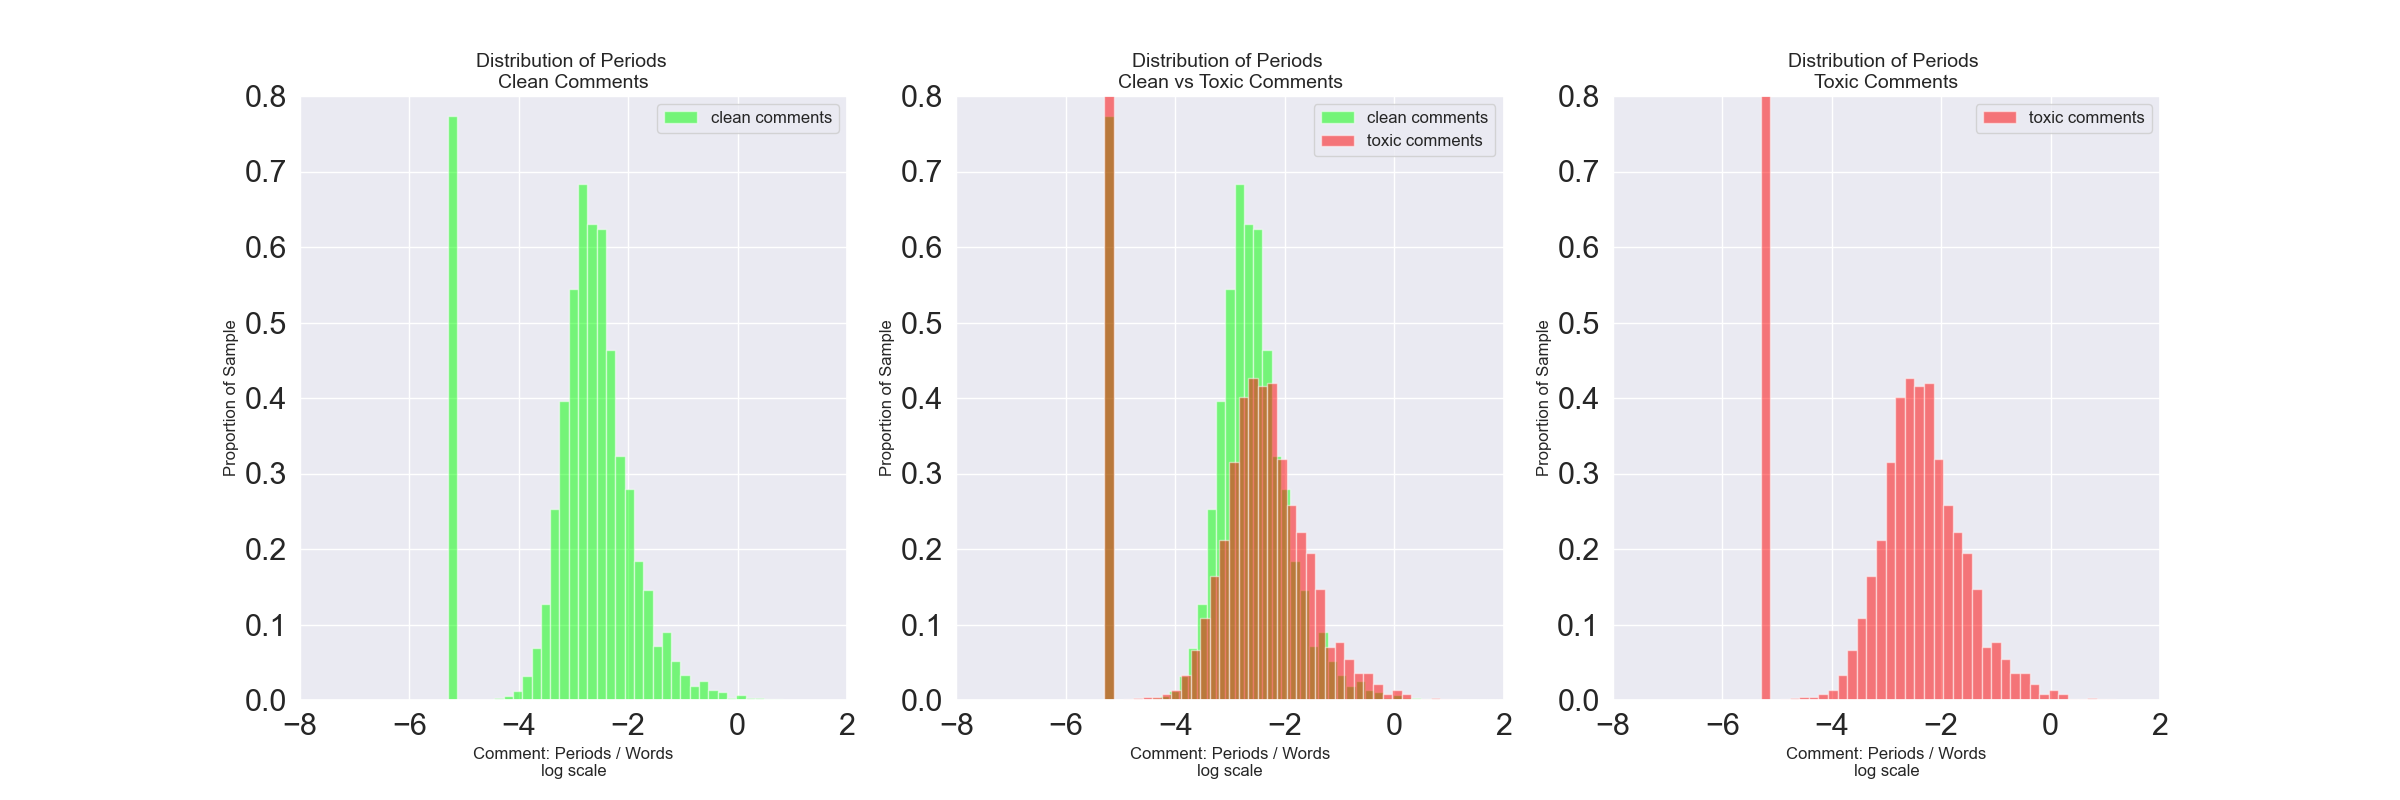 Distribution of Periods
Clean Comments
clean comments
0.8
0.7
0.6
0.5
0.4
0.3
0.2
0.1
0.0
Proportion of Sample
−8 −6 −4 −2 0 2
Comment: Periods / Words
log scale
Distribution of Periods
Clean vs Toxic Comments
clean comments
toxic comments
0.8
0.7
0.6
0.5
0.4
0.3
0.2
0.1
0.0
Proportion of Sample
−8 −6 −4 −2 0 2
Comment: Periods / Words
log scale
Distribution of Periods
Toxic Comments
toxic comments
0.8
0.7
0.6
0.5
0.4
0.3
0.2
0.1
0.0
Proportion of Sample
−8 −6 −4 −2 0 2
Comment: Periods / Words
log scale